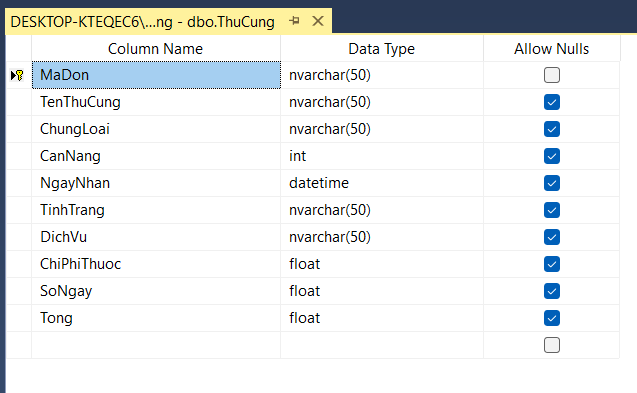 DESKTOP-KTEQEC6\...ng - dbo.ThuCung
Column Name Data Type Allow Nulls
MaDon nvarchar(50)
TenThuCung nvarchar(50)
ChungLoai nvarchar(50)
CanNang int
NgayNhan datetime
TinhTrang nvarchar(50)
DichVu nvarchar(50)
ChiPhiThuoc float
SoNgay float
Tong float